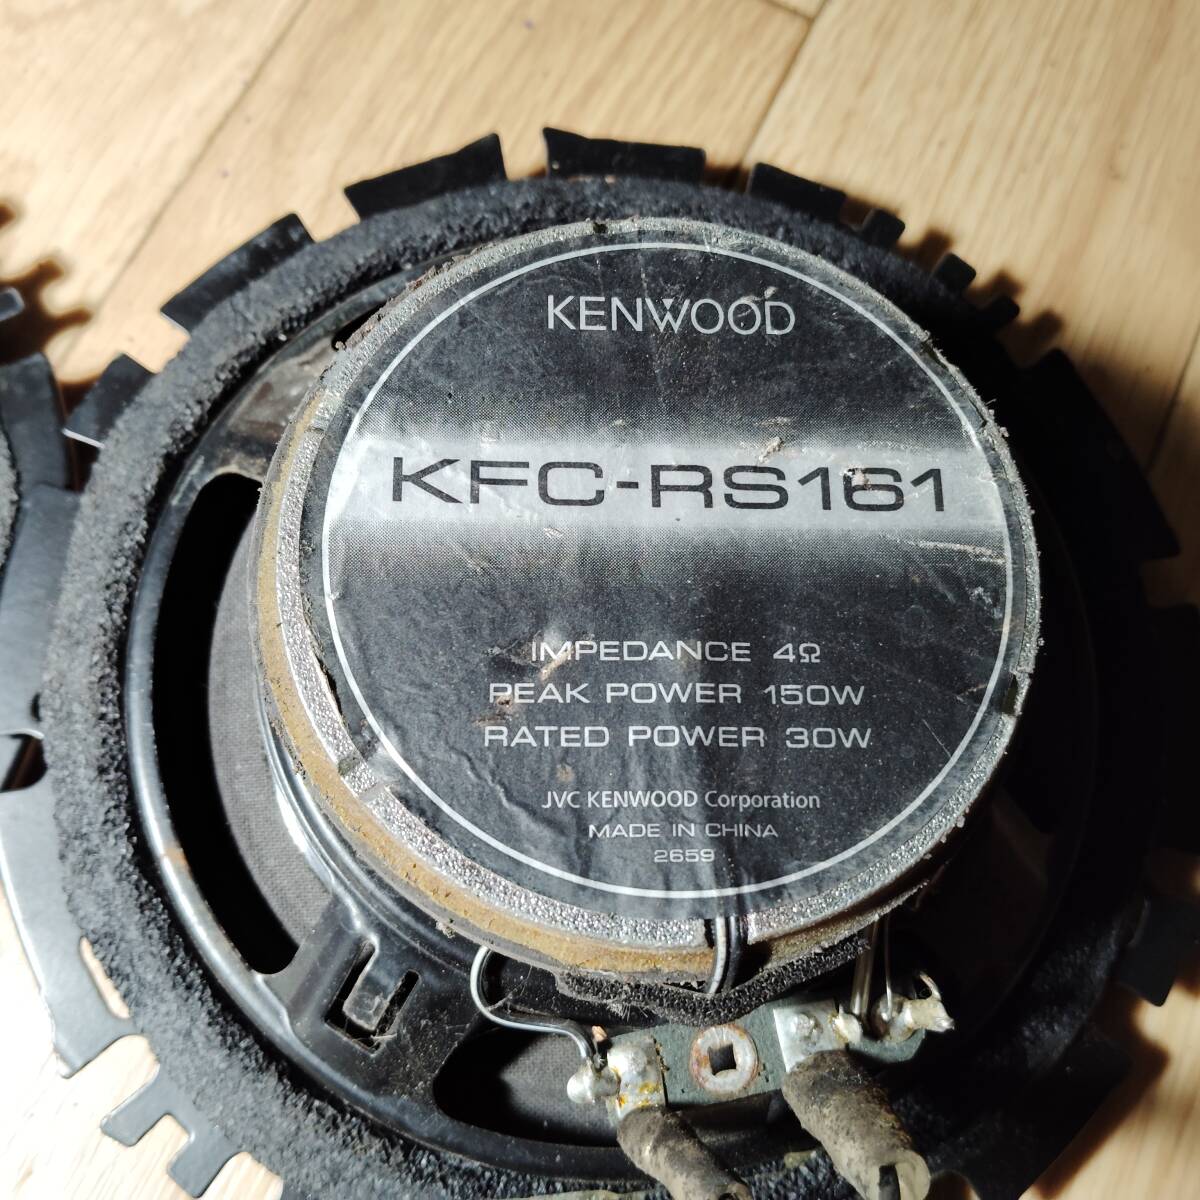 KENWOOD
KFC-RS161
IMPEDANCE 4Ω
PEAK POWER 150W
RATED POWER 30W
JVC KENWOOD Corporation
MADE IN CHINA
2659